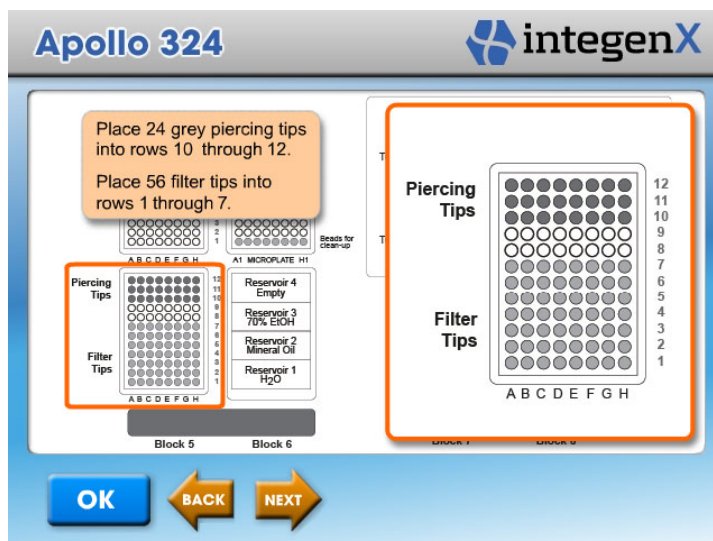 Apollo 324
integenX
Place 24 grey piercing tips
into rows 10 through 12.
Place 56 filter tips into
rows 1 through 7.
3
2
1
Beads for
clean-up
A B C D E F G H
A1 MICROPLATE H1
Piercing
Tips
12
11
10
9
8
7
6
5
4
3
2
1
Filter
Tips
A B C D E F G H
Reservoir 4
Empty
Reservoir 3
70% EtOH
Reservoir 2
Mineral Oil
Reservoir 1
H2O
Block 5
Block 6
T
T
Piercing
Tips
12
11
10
9
8
7
6
5
4
3
2
1
Filter
Tips
A B C D E F G H
OK
BACK
NEXT